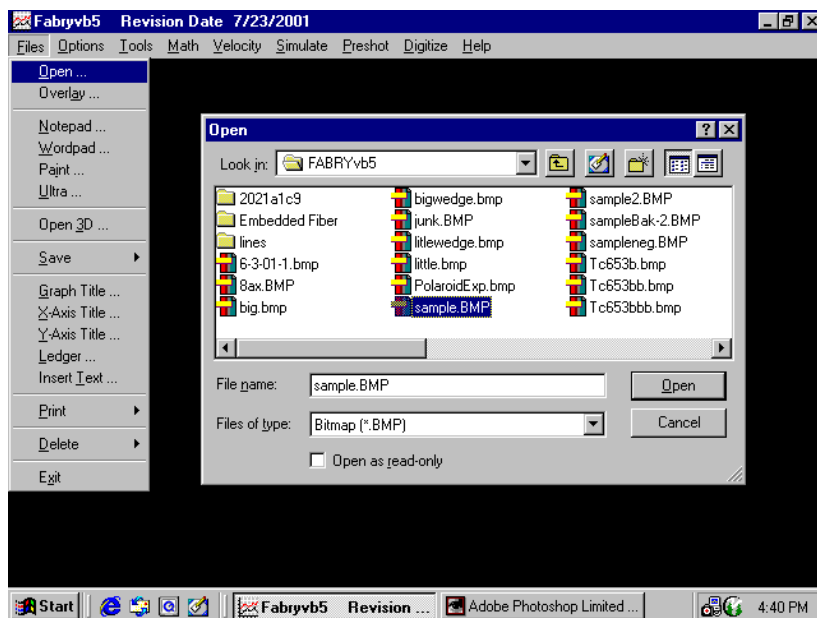 Fabryvb5 Revision Date 7/23/2001
Files Options Tools Math Velocity Simulate Preshot Digitize Help
Open ...
Overlay ...
Notepad ...
Wordpad ...
Paint ...
Ultra ...
Open 3D ...
Save
Graph Title ...
X-Axis Title ...
Y-Axis Title ...
Ledger ...
Insert Text ...
Print
Delete
Exit
Open
Look in: FABRYvb5
2021a1c9
Embedded Fiber
lines
6-3-01-1.bmp
8ax.BMP
big.bmp
bigwedge.bmp
junk.BMP
litlewedge.bmp
little.bmp
PolaroidExp.bmp
sample.BMP
sample2.BMP
sampleBak-2.BMP
sampleneg.BMP
Tc653b.bmp
Tc653bb.bmp
Tc653bbb.bmp
File name: sample.BMP Open
Files of type: Bitmap (*.BMP) Cancel
Open as read-only
Start Fabryvb5 Revision ... Adobe Photoshop Limited ... 4:40 PM